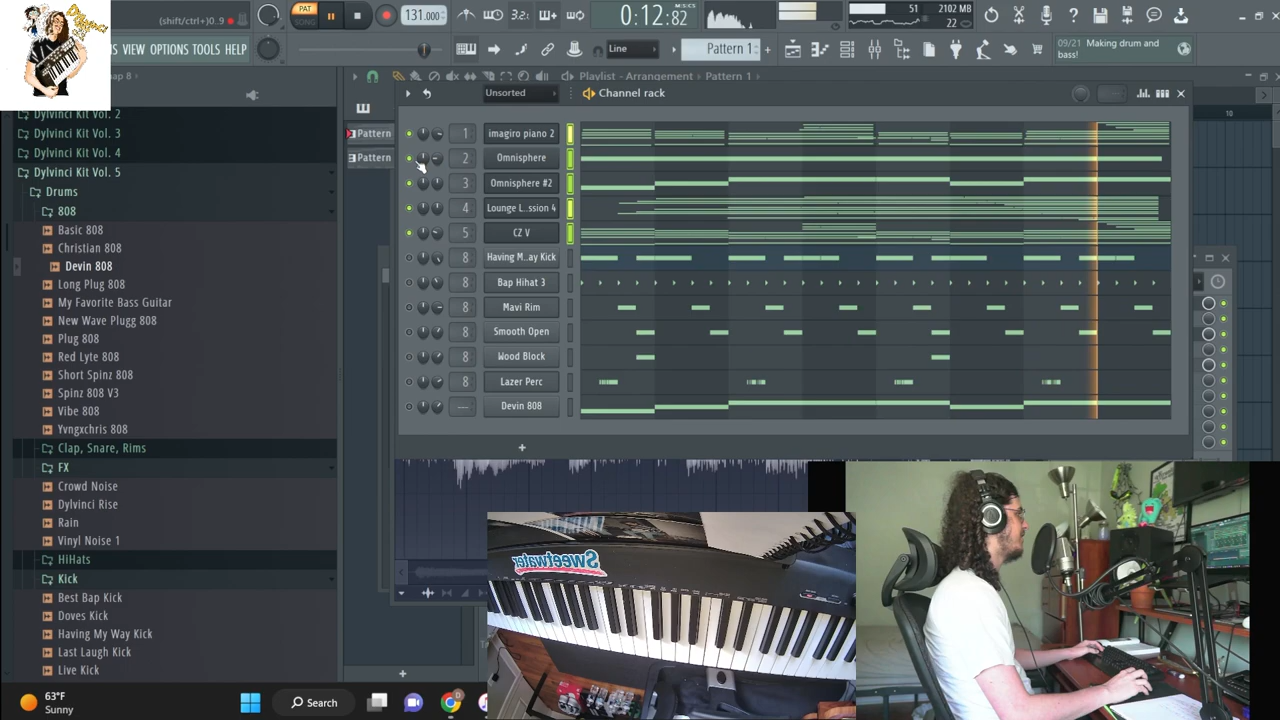 (shift/ctrl+)0..9
PAT
SONG
131.000
3.2:
0:12:82
M:S:CS
51
2102 MB
22
VIEW OPTIONS TOOLS HELP
Line
Pattern 1
09/21 Making drum and
bass!
ap 8
Playlist - Arrangement
Pattern 1
Unsorted
Channel rack
Pattern
Pattern
10
Dylvinci Kit Vol. 2
Dylvinci Kit Vol. 3
Dylvinci Kit Vol. 4
Dylvinci Kit Vol. 5
Drums
808
Basic 808
Christian 808
Devin 808
Long Plug 808
My Favorite Bass Guitar
New Wave Plugg 808
Plug 808
Red Lyte 808
Short Spinz 808
Spinz 808 V3
Vibe 808
Yvngxchris 808
Clap, Snare, Rims
FX
Crowd Noise
Dylvinci Rise
Rain
Vinyl Noise 1
HiHats
Kick
Best Bap Kick
Doves Kick
Having My Way Kick
Last Laugh Kick
Live Kick
1 imagiro piano 2
2 Omnisphere
3 Omnisphere #2
4 Lounge L..ssion 4
5 CZ V
8 Having M..ay Kick
8 Bap Hihat 3
8 Mavi Rim
8 Smooth Open
8 Wood Block
8 Lazer Perc
--- Devin 808
Sweetwater
63°F
Sunny
Search